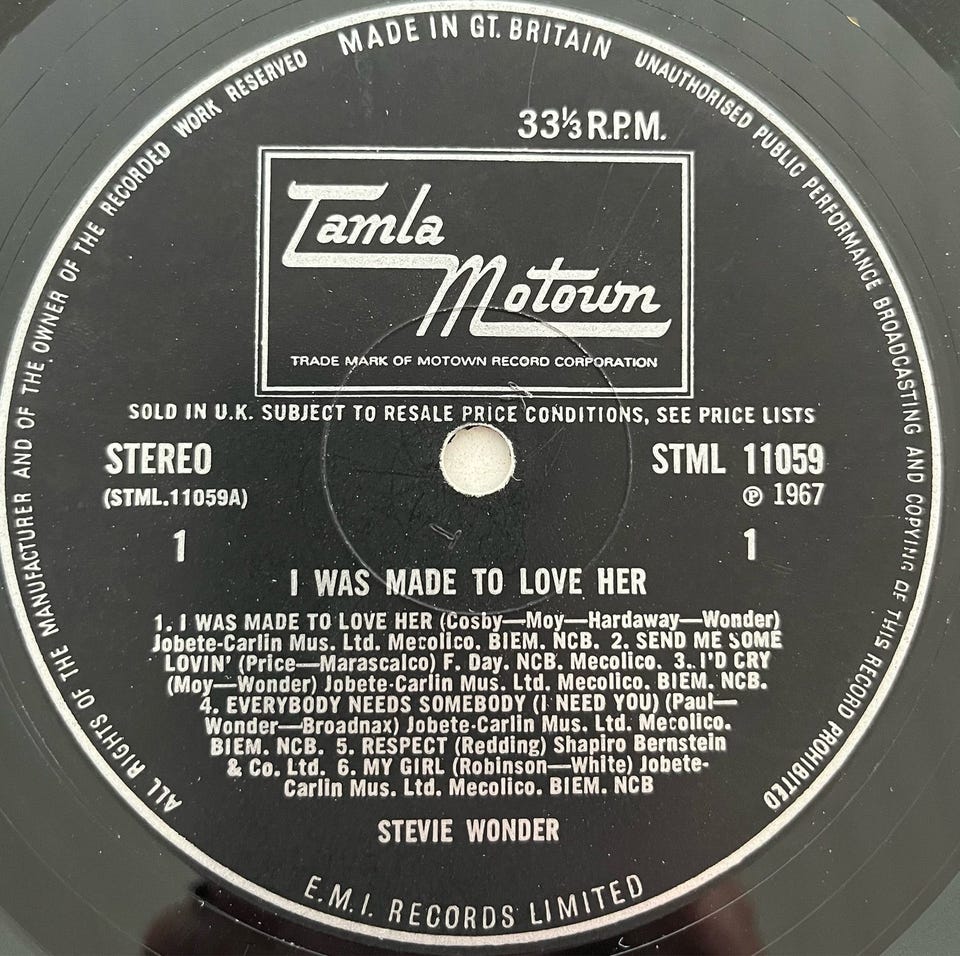 MADE IN GT. BRITAIN
UNAUTHORISED PUBLIC PERFORMANCE BROADCASTING AND COPYING OF THIS RECORD PROHIBITED
ALL RIGHTS OF THE MANUFACTURER AND OF THE OWNER OF THE RECORDED WORK RESERVED
33⅓ R.P.M.
Tamla
Motown
TRADE MARK OF MOTOWN RECORD CORPORATION
SOLD IN U.K. SUBJECT TO RESALE PRICE CONDITIONS, SEE PRICE LISTS
STEREO STML 11059
(STML.11059A) ℗ 1967
1 1
I WAS MADE TO LOVE HER
1. I WAS MADE TO LOVE HER (Cosby—Moy—Hardaway—Wonder)
Jobete-Carlin Mus. Ltd. Mecolico. BIEM. NCB. 2. SEND ME SOME
LOVIN' (Price—Marascalco) F. Day. NCB. Mecolico. 3. I'D CRY
(Moy—Wonder) Jobete-Carlin Mus. Ltd. Mecolico. BIEM. NCB.
4. EVERYBODY NEEDS SOMEBODY (I NEED YOU) (Paul—
Wonder—Broadnax) Jobete-Carlin Mus. Ltd. Mecolico.
BIEM. NCB. 5. RESPECT (Redding) Shapiro Bernstein
& Co. Ltd. 6. MY GIRL (Robinson—White) Jobete-
Carlin Mus. Ltd. Mecolico. BIEM. NCB
STEVIE WONDER
E.M.I. RECORDS LIMITED